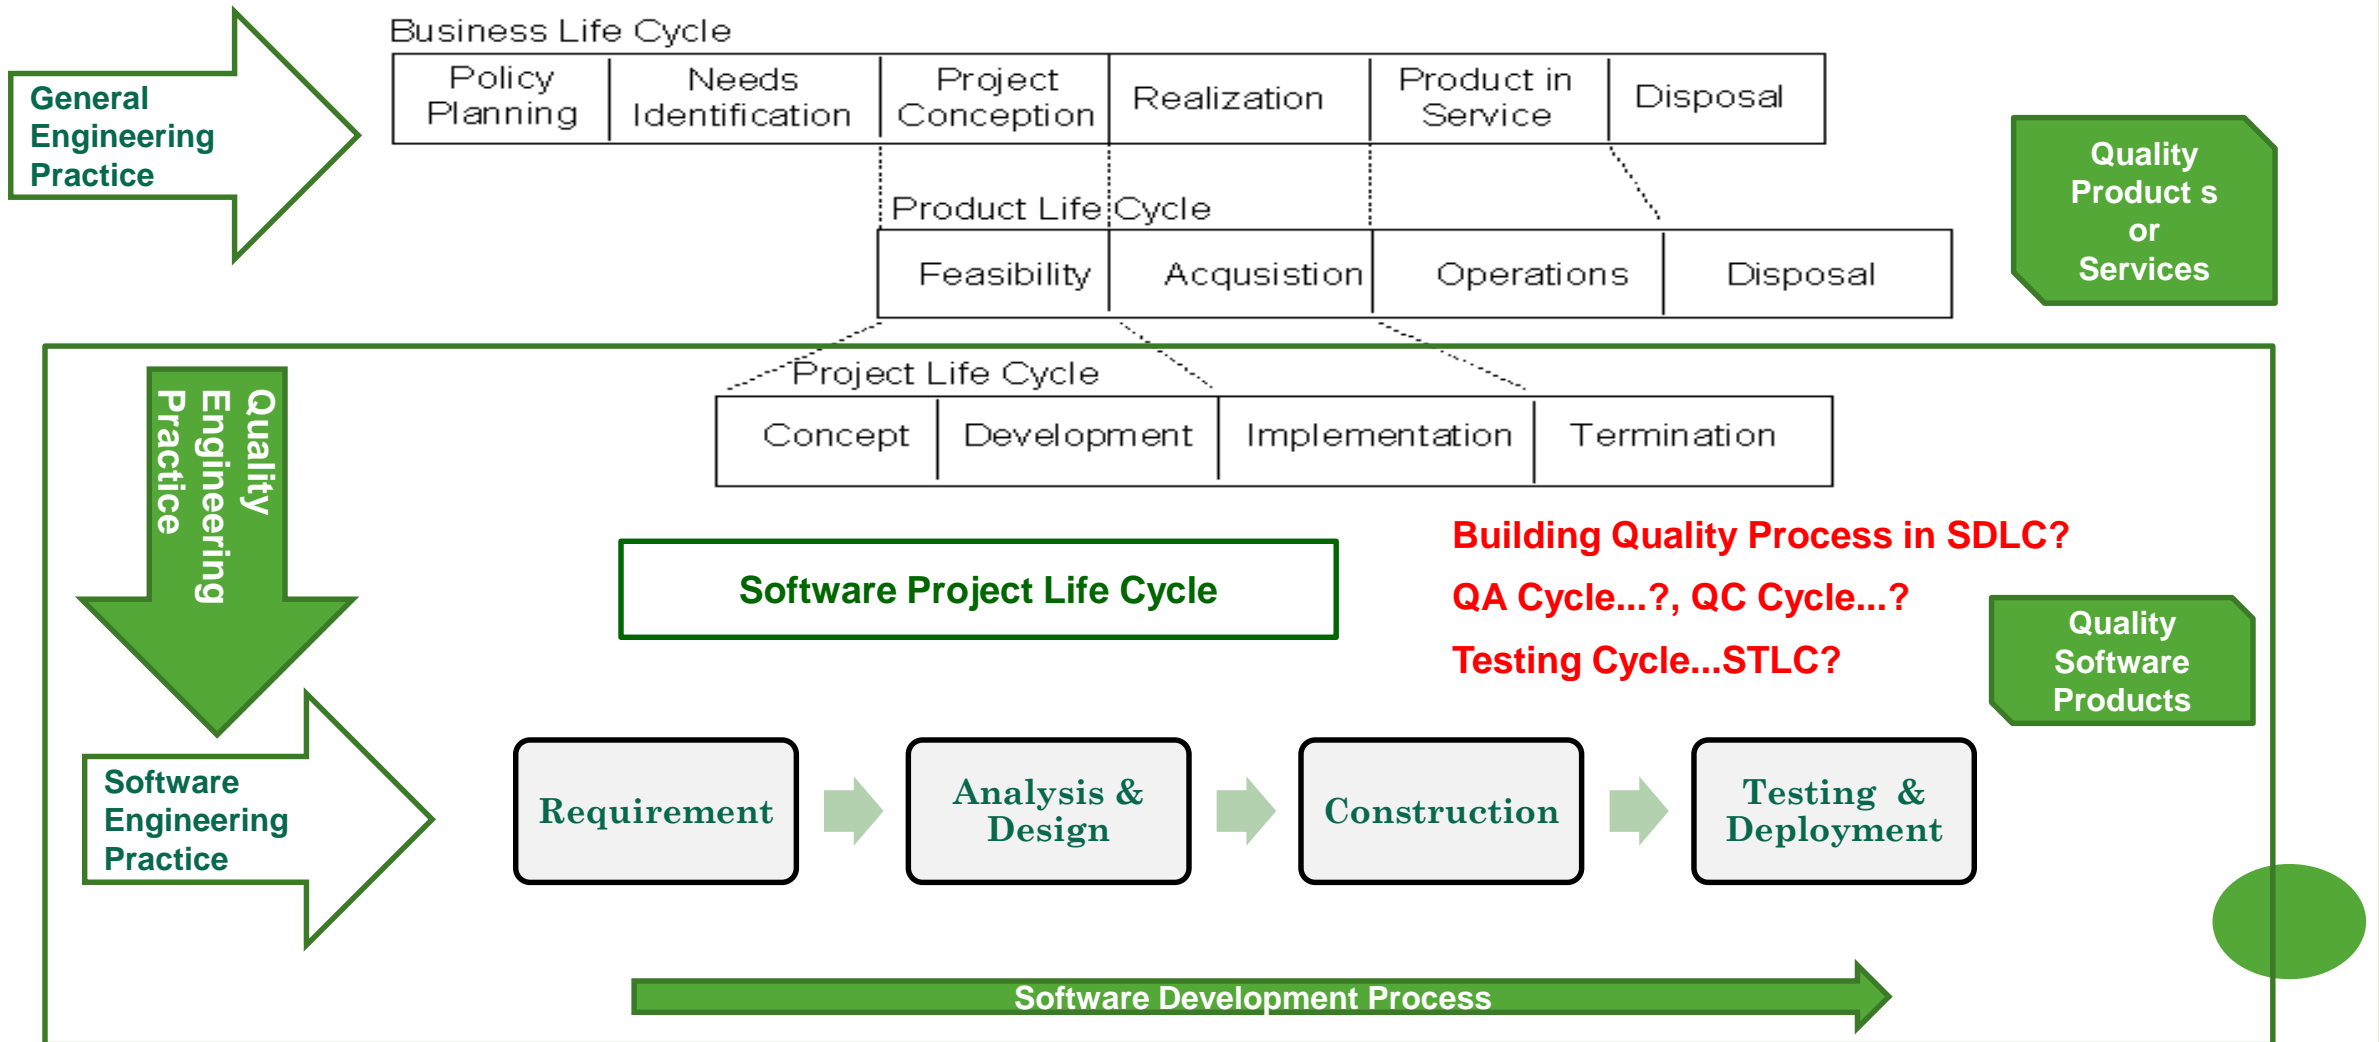 Business Life Cycle
General
Engineering
Practice
Policy
Planning
Needs
Identification
Project
Conception
Realization
Product in
Service
Disposal
Quality
Product s
or
Services
Product Life Cycle
Feasibility
Acqusistion
Operations
Disposal
Quality
Engineering
Practice
Project Life Cycle
Concept
Development
Implementation
Termination
Software Project Life Cycle
Building Quality Process in SDLC?
QA Cycle...?, QC Cycle...?
Testing Cycle...STLC?
Quality
Software
Products
Software
Engineering
Practice
Requirement
Analysis &
Design
Construction
Testing &
Deployment
Software Development Process